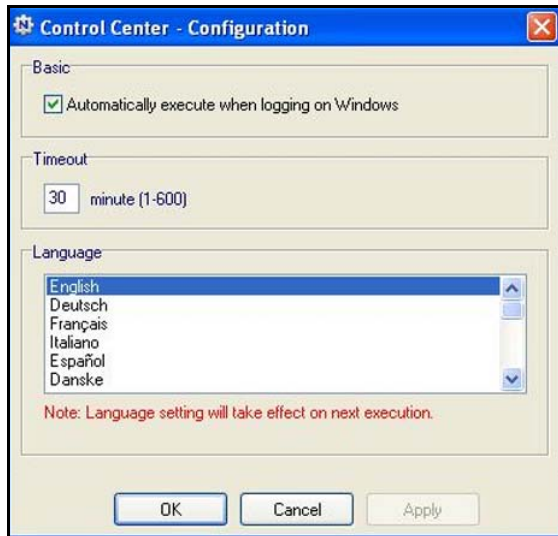 Control Center - Configuration
Basic
Automatically execute when logging on Windows
Timeout
30 minute (1-600)
Language
English
Deutsch
Français
Italiano
Español
Danske
Note: Language setting will take effect on next execution.
OK Cancel Apply